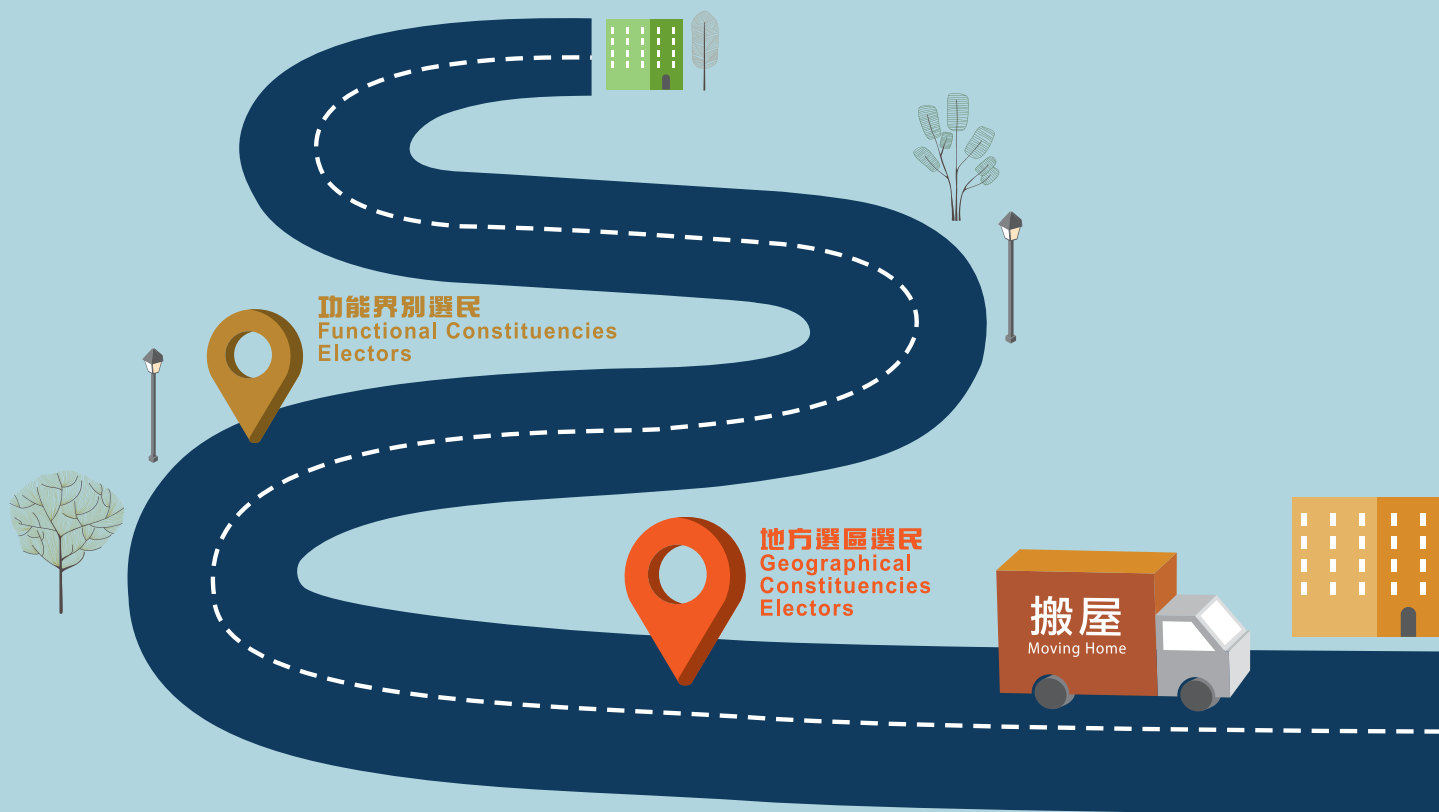 功能界別選民
Functional Constituencies
Electors
地方選區選民
Geographical
Constituencies
Electors
搬屋
Moving Home